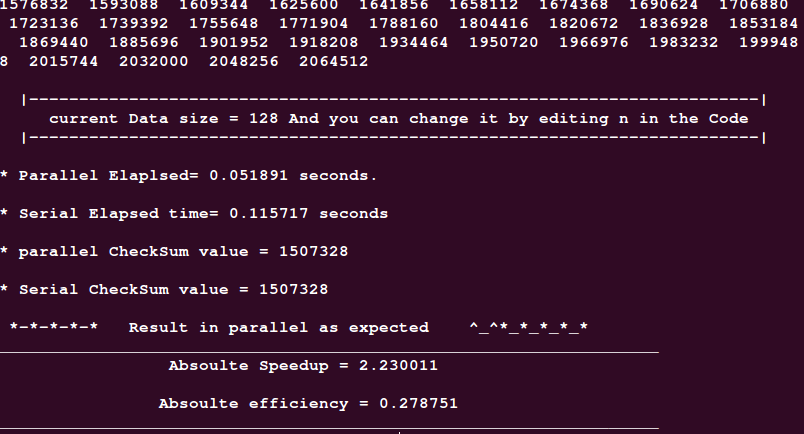 1576832 1593088 1609344 1625600 1641856 1658112 1674368 1690624 1706880
1723136 1739392 1755648 1771904 1788160 1804416 1820672 1836928 1853184
1869440 1885696 1901952 1918208 1934464 1950720 1966976 1983232 199948
8 2015744 2032000 2048256 2064512
|-------------------------------------------------------------------------|
current Data size = 128 And you can change it by editing n in the Code
|-------------------------------------------------------------------------|
* Parallel Elaplsed= 0.051891 seconds.
* Serial Elapsed time= 0.115717 seconds
* parallel CheckSum value = 1507328
* Serial CheckSum value = 1507328
*-*-*-*-* Result in parallel as expected ^_^*_*_*_*_*
__________________________________________________________________
Absoulte Speedup = 2.230011
Absoulte efficiency = 0.278751
__________________________________________________________________